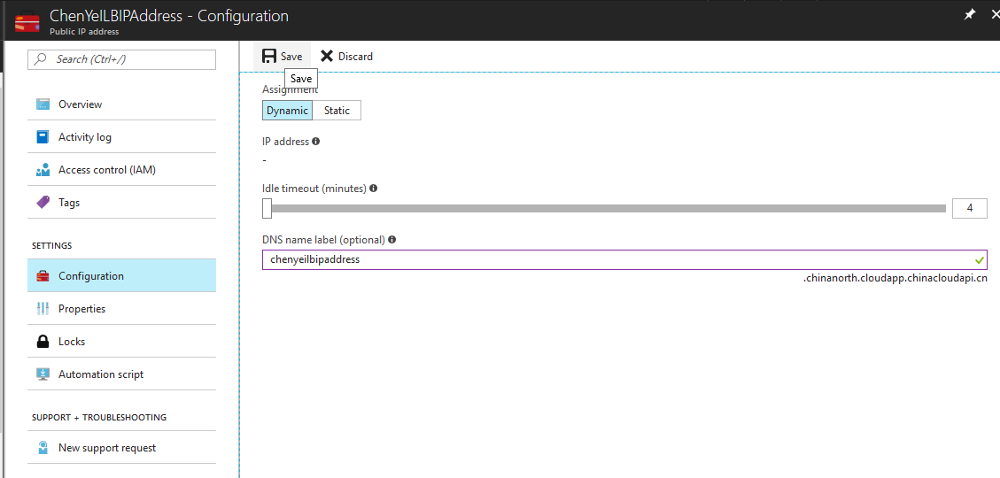 ChenYeILBIPAddress - Configuration
Public IP address
Search (Ctrl+/)
Overview
Activity log
Access control (IAM)
Tags
SETTINGS
Configuration
Properties
Locks
Automation script
SUPPORT + TROUBLESHOOTING
New support request
Save
Discard
Save
Assignment
Dynamic
Static
IP address
-
Idle timeout (minutes)
4
DNS name label (optional)
chenyeilbipaddress
.chinanorth.cloudapp.chinacloudapi.cn